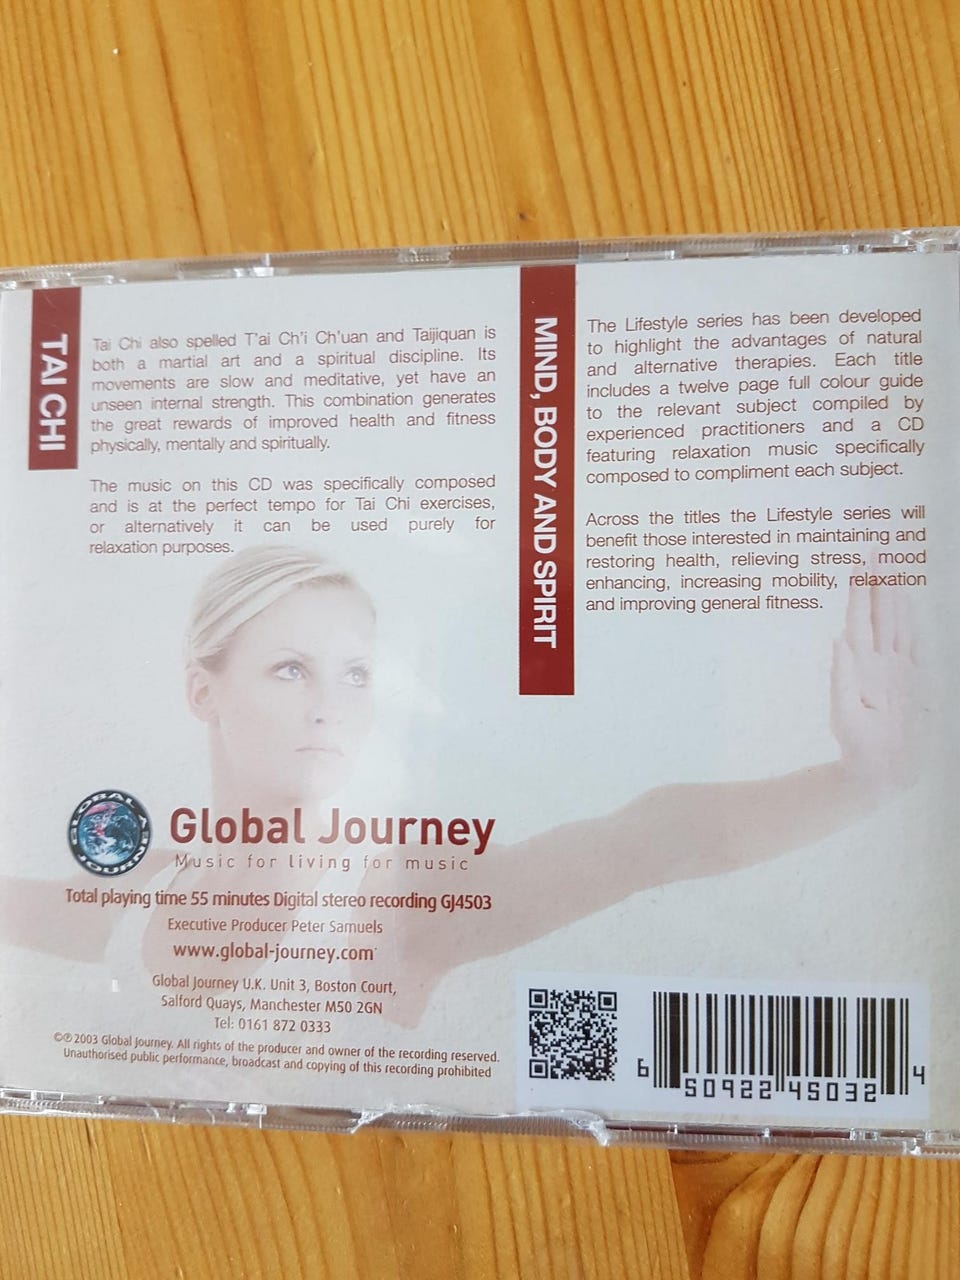 TAI CHI
Tai Chi also spelled T'ai Ch'i Ch'uan and Taijiquan is
both a martial art and a spiritual discipline. Its
movements are slow and meditative, yet have an
unseen internal strength. This combination generates
the great rewards of improved health and fitness
physically, mentally and spiritually.
The music on this CD was specifically composed
and is at the perfect tempo for Tai Chi exercises,
or alternatively it can be used purely for
relaxation purposes.
MIND, BODY AND SPIRIT
The Lifestyle series has been developed
to highlight the advantages of natural
and alternative therapies. Each title
includes a twelve page full colour guide
to the relevant subject compiled by
experienced practitioners and a CD
featuring relaxation music specifically
composed to compliment each subject.
Across the titles the Lifestyle series will
benefit those interested in maintaining and
restoring health, relieving stress, mood
enhancing, increasing mobility, relaxation
and improving general fitness.
GLOBAL JOURNEY
Global Journey
Music for living for music
Total playing time 55 minutes Digital stereo recording GJ4503
Executive Producer Peter Samuels
www.global-journey.com
Global Journey U.K. Unit 3, Boston Court,
Salford Quays, Manchester M50 2GN
Tel: 0161 872 0333
©℗ 2003 Global Journey. All rights of the producer and owner of the recording reserved.
Unauthorised public performance, broadcast and copying of this recording prohibited
6 50922 45032 4